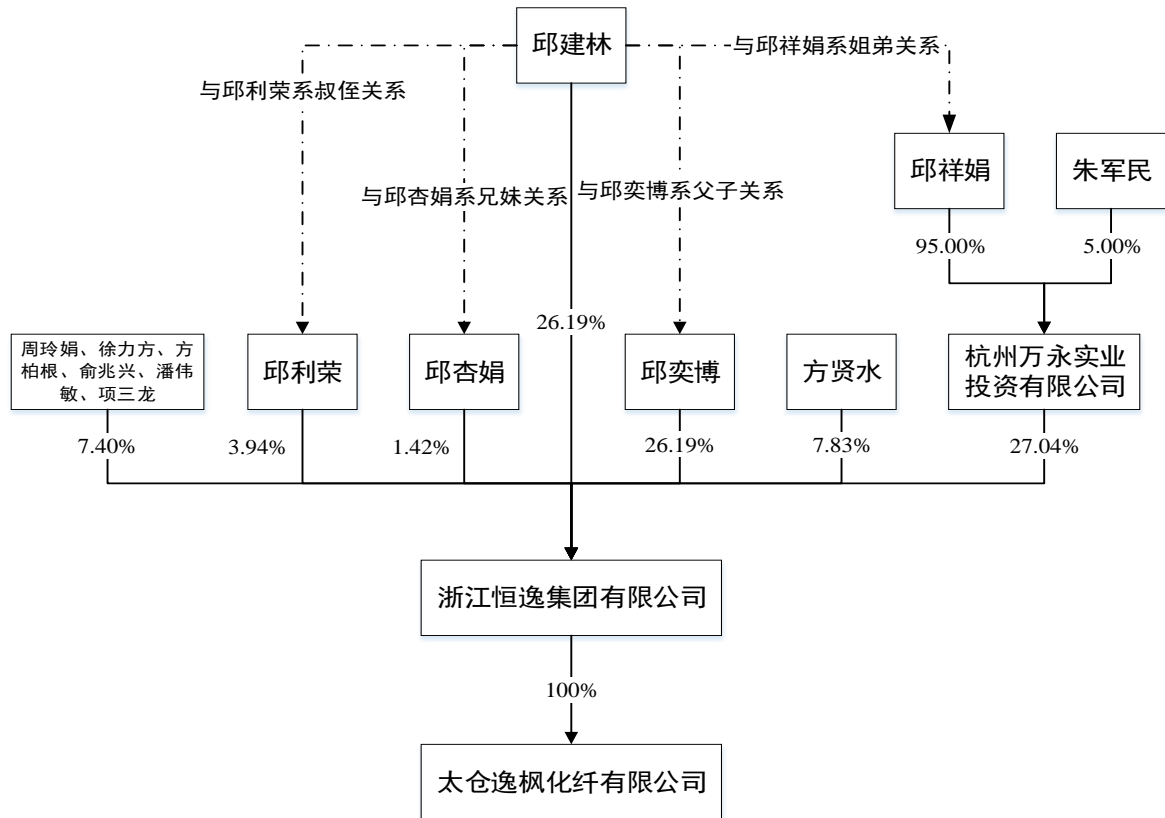 邱建林
与邱祥娟系姐弟关系
与邱利荣系叔侄关系
邱祥娟
朱军民
与邱杏娟系兄妹关系
与邱奕博系父子关系
95.00%
5.00%
26.19%
周玲娟、徐力方、方
柏根、俞兆兴、潘伟
敏、项三龙
邱利荣
邱杏娟
邱奕博
方贤水
杭州万永实业
投资有限公司
7.40%
3.94%
1.42%
26.19%
7.83%
27.04%
浙江恒逸集团有限公司
100%
太仓逸枫化纤有限公司